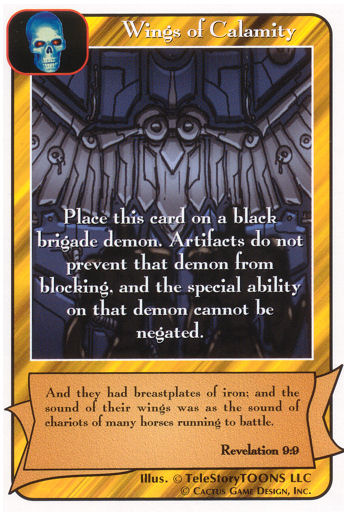 Wings of Calamity
Place this card on a black
brigade demon. Artifacts do not
prevent that demon from
blocking, and the special ability
on that demon cannot be
negated.
And they had breastplates of iron; and the
sound of their wings was as the sound of
chariots of many horses running to battle.
Revelation 9:9
Illus. © TeleStoryTOONS LLC
© Cactus Game Design, Inc.